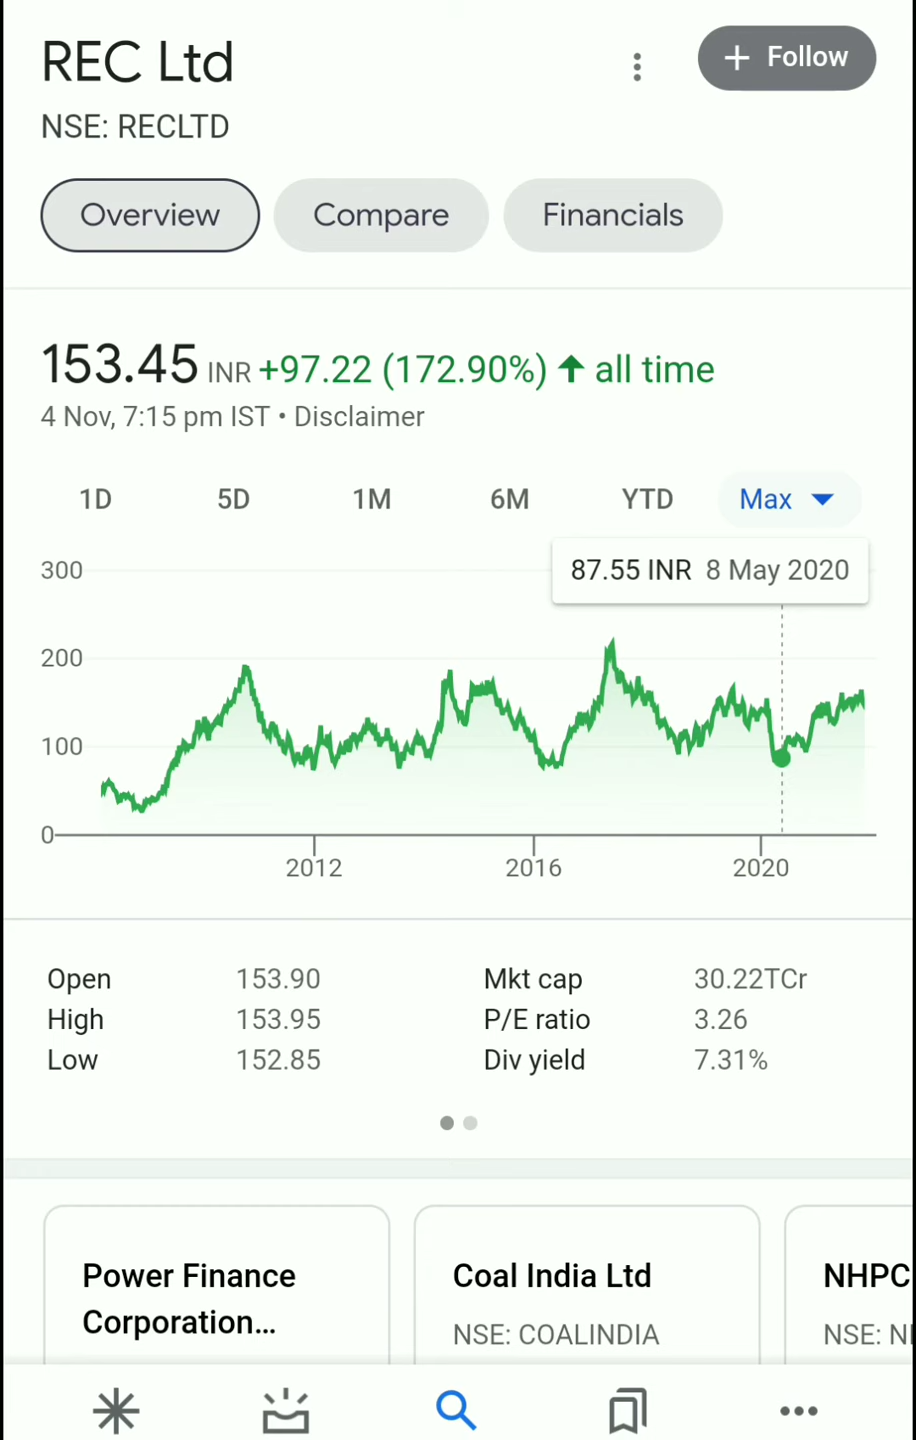 REC Ltd
+ Follow
NSE: RECLTD
Overview Compare Financials
153.45 INR +97.22 (172.90%) ↑ all time
4 Nov, 7:15 pm IST • Disclaimer
1D 5D 1M 6M YTD Max
87.55 INR 8 May 2020
300
200
100
0
2012 2016 2020
Open 153.90 Mkt cap 30.22TCr
High 153.95 P/E ratio 3.26
Low 152.85 Div yield 7.31%
Power Finance
Corporation...
Coal India Ltd
NSE: COALINDIA
NHPC
NSE: